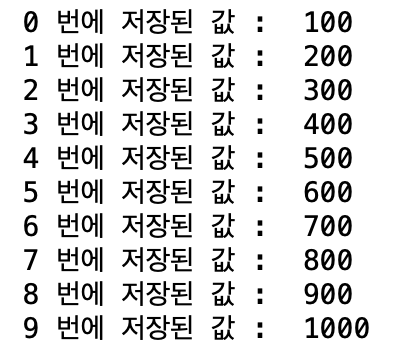 0 번에 저장된 값 :  100
1 번에 저장된 값 :  200
2 번에 저장된 값 :  300
3 번에 저장된 값 :  400
4 번에 저장된 값 :  500
5 번에 저장된 값 :  600
6 번에 저장된 값 :  700
7 번에 저장된 값 :  800
8 번에 저장된 값 :  900
9 번에 저장된 값 :  1000